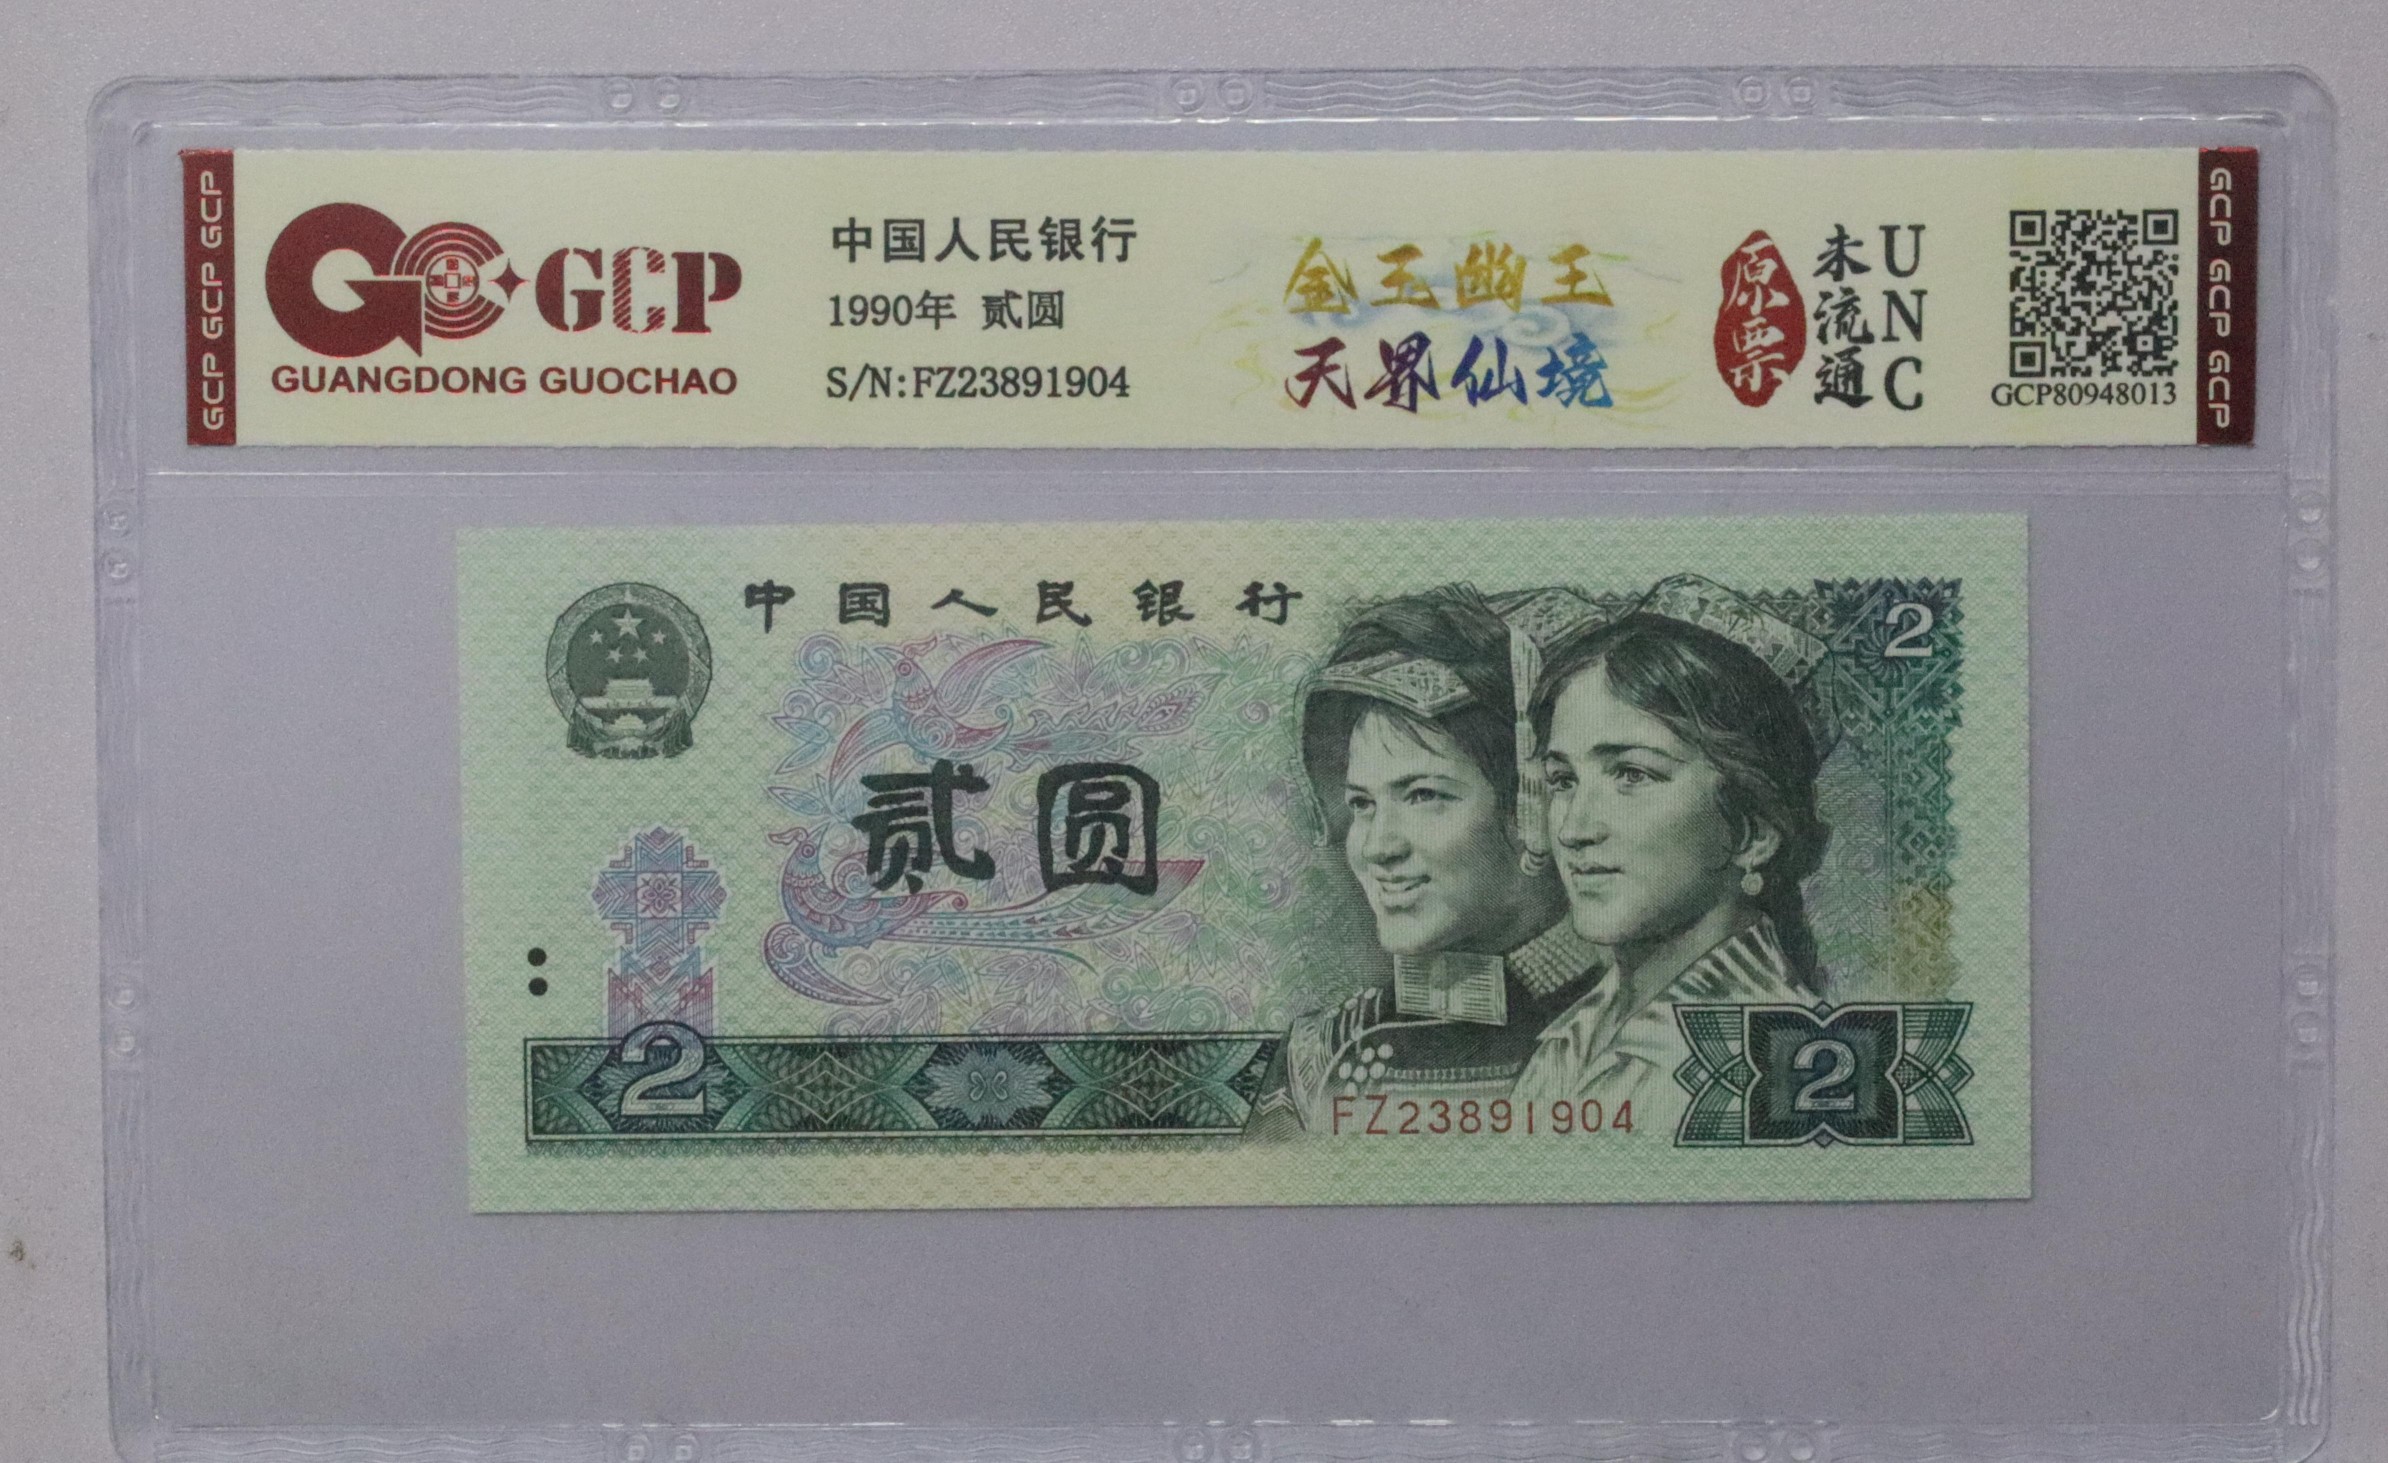 GCP GCP GCP
GCP
GUANGDONG GUOCHAO
中国人民银行
1990年 贰圆
S/N:FZ23891904
金玉幽王
天界仙境
原票
未流通
UNC
GCP80948013
GCP GCP GCP
中国人民银行
2
贰圆
2
FZ23891904
2